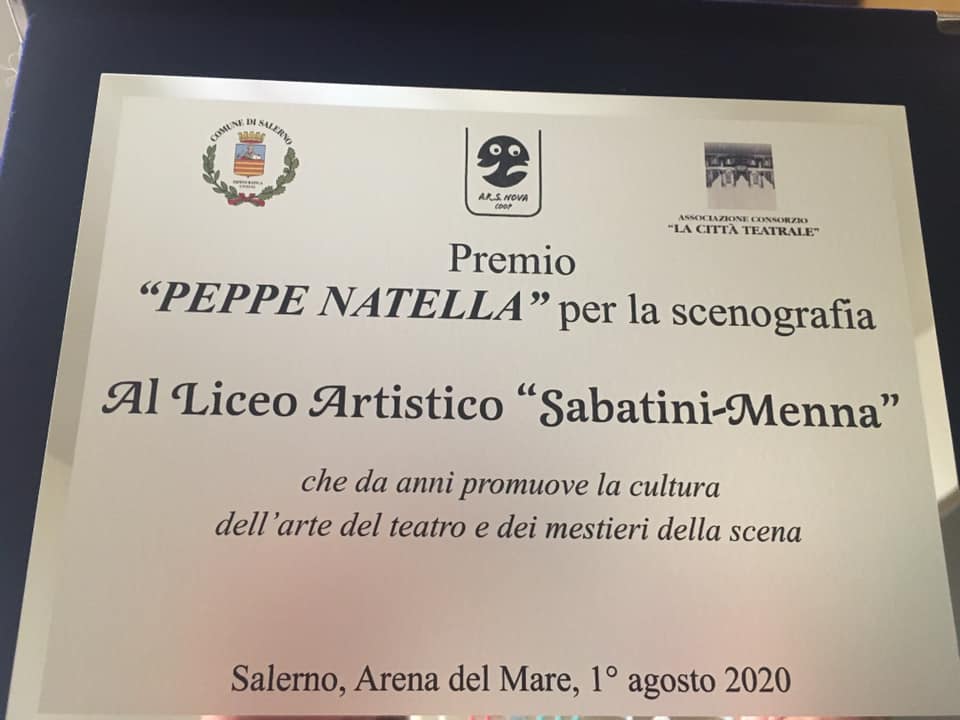 COMUNE DI SALERNO
A.R.S. NOVA
COOP
ASSOCIAZIONE CONSORZIO
"LA CITTÀ TEATRALE"
Premio
“PEPPE NATELLA” per la scenografia
Al Liceo Artistico “Sabatini-Menna”
che da anni promuove la cultura
dell’arte del teatro e dei mestieri della scena
Salerno, Arena del Mare, 1° agosto 2020